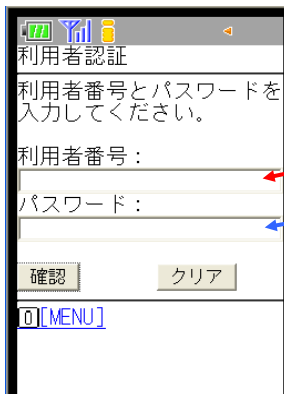 利用者認証
利用者番号とパスワードを
入力してください。
利用者番号：
パスワード：
確認 クリア
0[MENU]